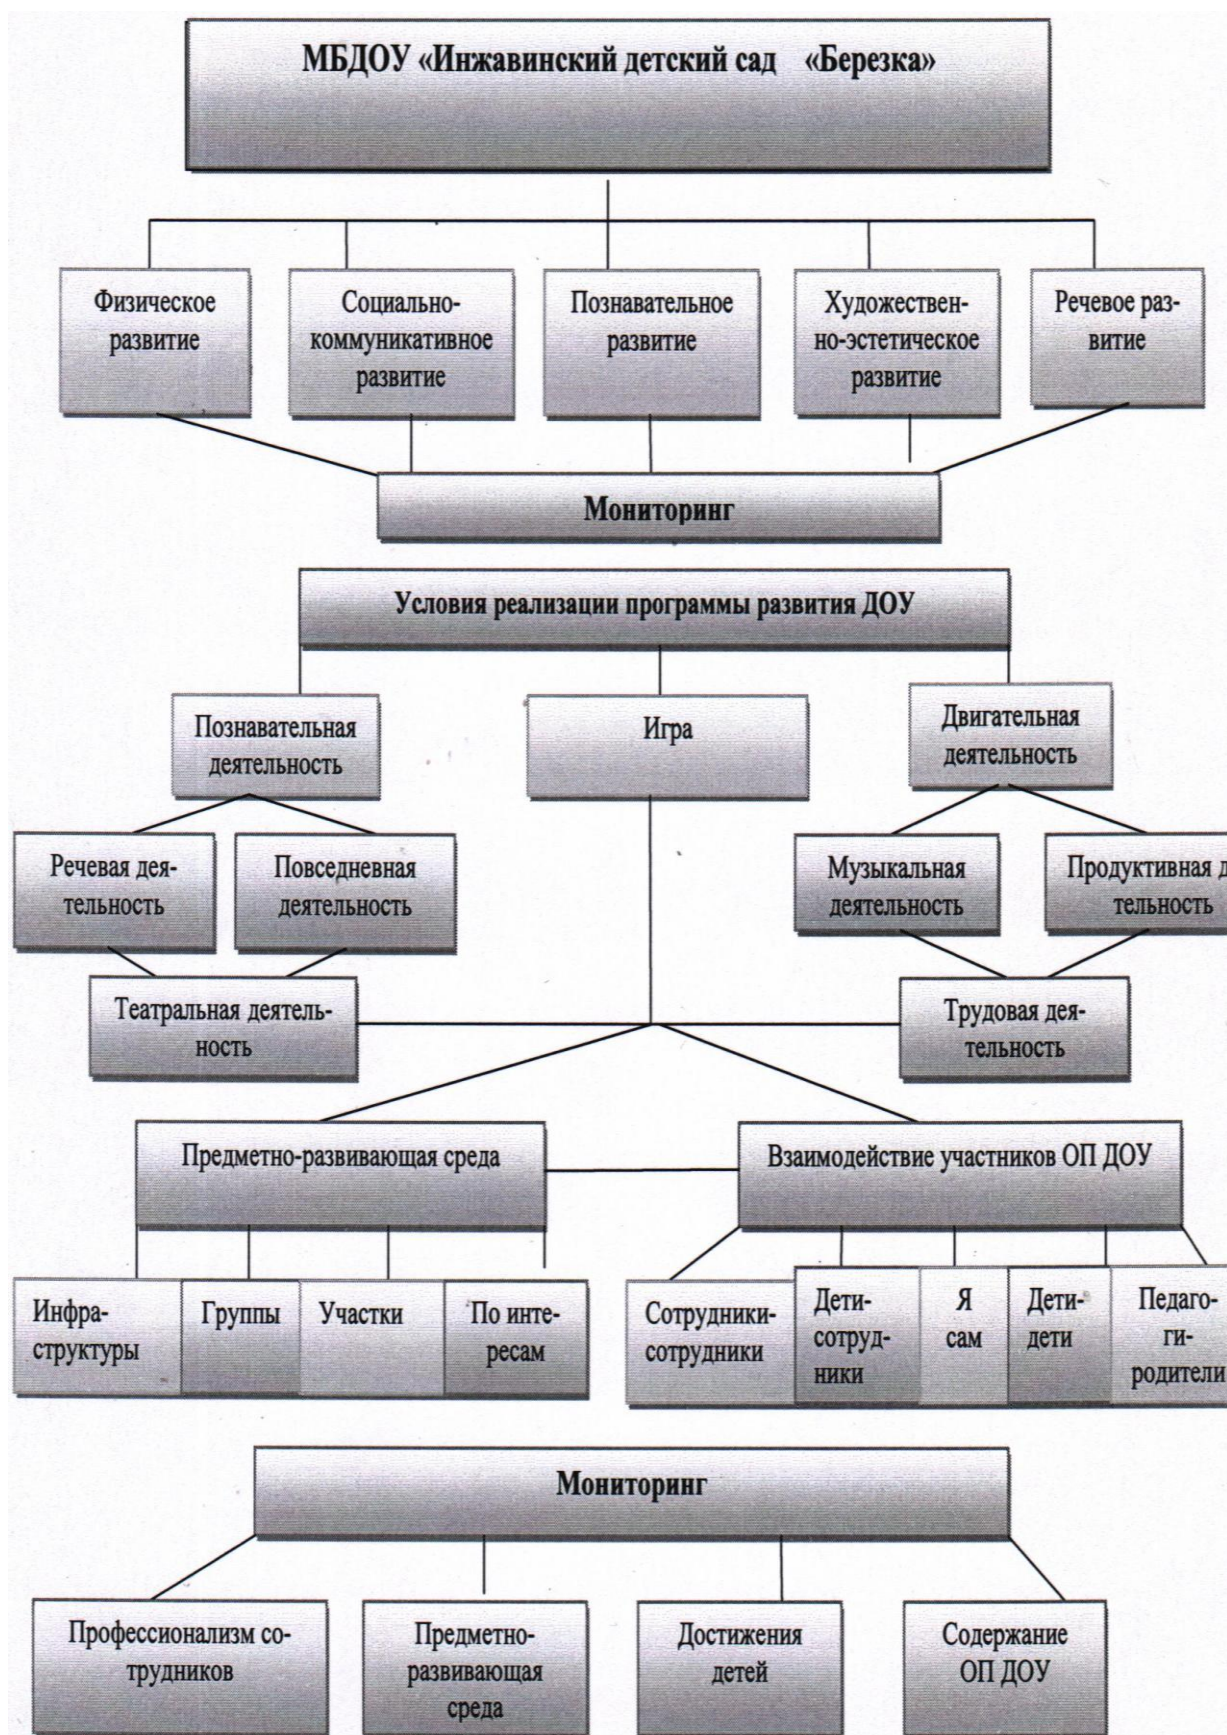 МБДОУ «Инжавинский детский сад «Березка»
Физическое
развитие
Социально-
коммуникативное
развитие
Познавательное
развитие
Художествен-
но-эстетическое
развитие
Речевое раз-
витие
Мониторинг
Условия реализации программы развития ДОУ
Познавательная
деятельность
Игра
Двигательная
деятельность
Речевая дея-
тельность
Повседневная
деятельность
Музыкальная
деятельность
Продуктивная д
тельность
Театральная деятель-
ность
Трудовая дея-
тельность
Предметно-развивающая среда
Взаимодействие участников ОП ДОУ
Инфра-
структуры
Группы
Участки
По инте-
ресам
Сотрудники-
сотрудники
Дети-
сотруд-
ники
Я
сам
Дети-
дети
Педаго-
ги-
родители
Мониторинг
Профессионализм со-
трудников
Предметно-
развивающая
среда
Достижения
детей
Содержание
ОП ДОУ